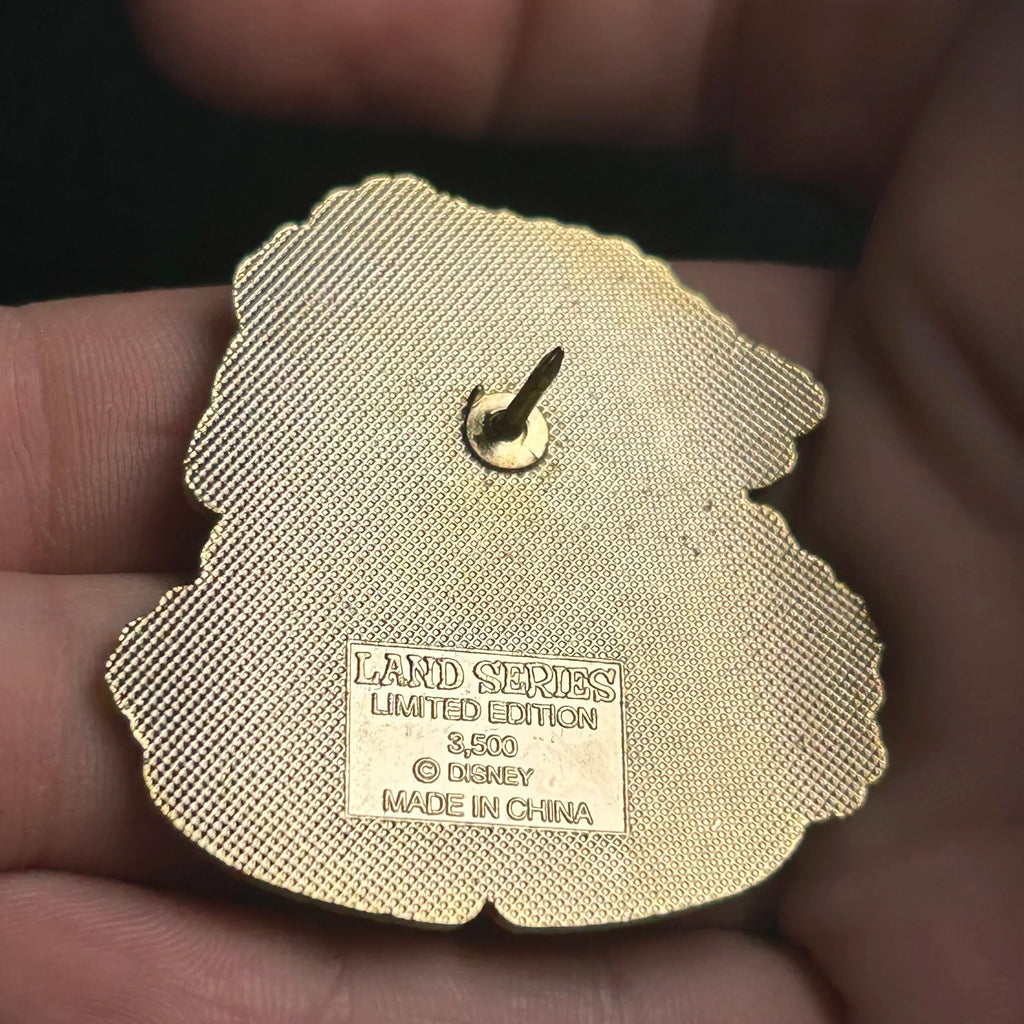 LAND SERIES
LIMITED EDITION
3,500
© DISNEY
MADE IN CHINA